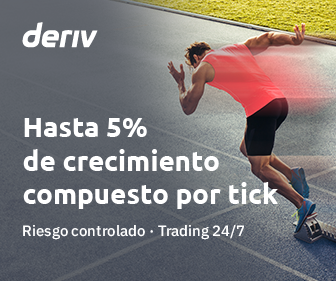 deriv
Hasta 5%
de crecimiento
compuesto por tick
Riesgo controlado · Trading 24/7